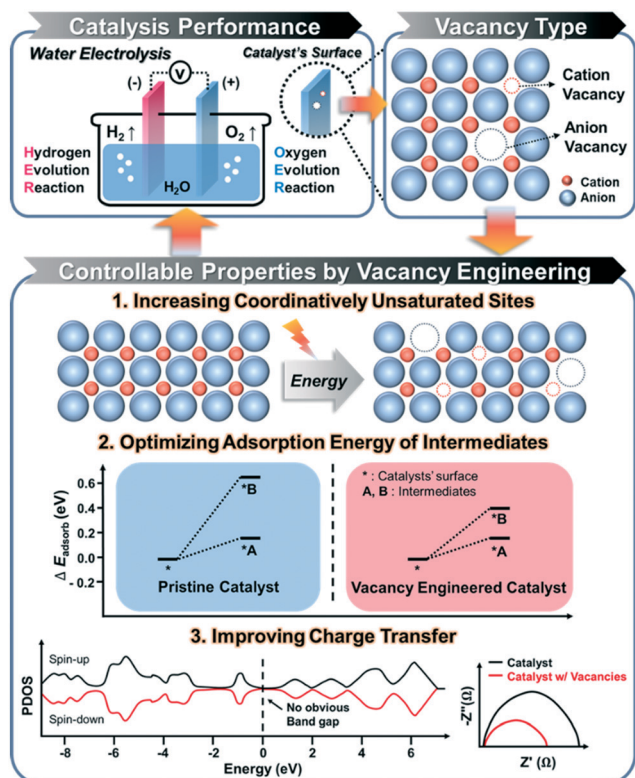 Catalysis Performance
Water Electrolysis
Catalyst's Surface
V
(-)
(+)
H₂↑
O₂↑
Hydrogen
Evolution
Reaction
H₂O
Oxygen
Evolution
Reaction
Vacancy Type
Cation
Vacancy
Anion
Vacancy
Cation
Anion
Controllable Properties by Vacancy Engineering
1. Increasing Coordinatively Unsaturated Sites
Energy
2. Optimizing Adsorption Energy of Intermediates
Δ E adsorb (eV)
0.6
0.4
0.2
0.0
- 0.2
*B
*A
*
Pristine Catalyst
* : Catalysts' surface
A, B : Intermediates
*B
*A
*
Vacancy Engineered Catalyst
3. Improving Charge Transfer
PDOS
Spin-up
Spin-down
No obvious
Band gap
-8 -6 -4 -2 0 2 4 6
Energy (eV)
Catalyst
Catalyst w/ Vacancies
-Z"(Ω)
Z' (Ω)